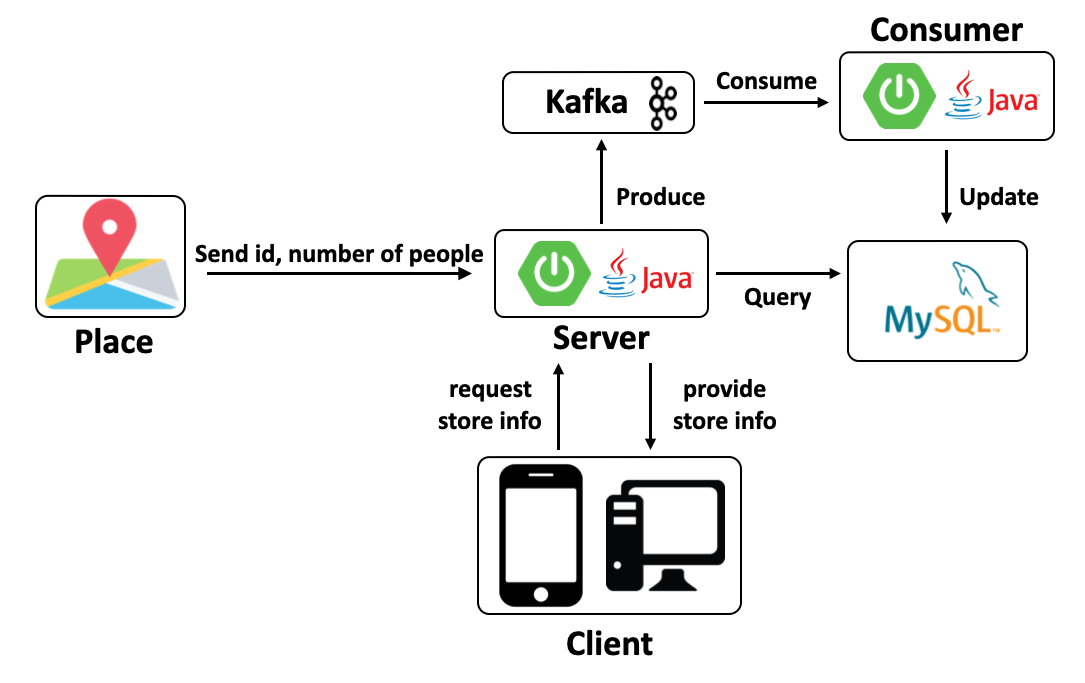 Consumer
Kafka
Consume
Java
Produce
Update
Send id, number of people
Java
Query
MySQL
Place
Server
request
store info
provide
store info
Client